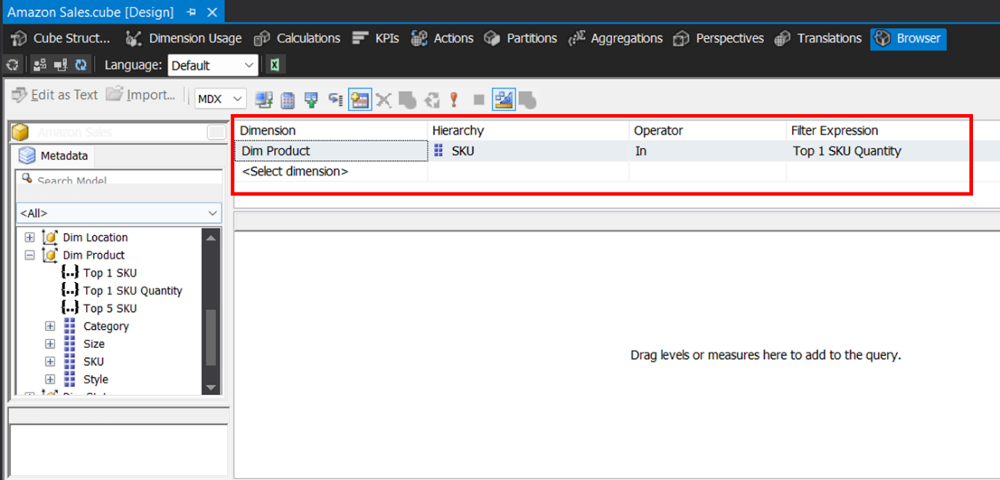 Amazon Sales.cube [Design]
Cube Struct... Dimension Usage Calculations KPIs Actions Partitions Aggregations Perspectives Translations Browser
Language: Default
Edit as Text Import... MDX
Amazon Sales
Metadata
Search Model
<All>
Dim Location
Dim Product
{..} Top 1 SKU
{..} Top 1 SKU Quantity
{..} Top 5 SKU
Category
Size
SKU
Style
Dimension Hierarchy Operator Filter Expression
Dim Product SKU In Top 1 SKU Quantity
<Select dimension>
Drag levels or measures here to add to the query.